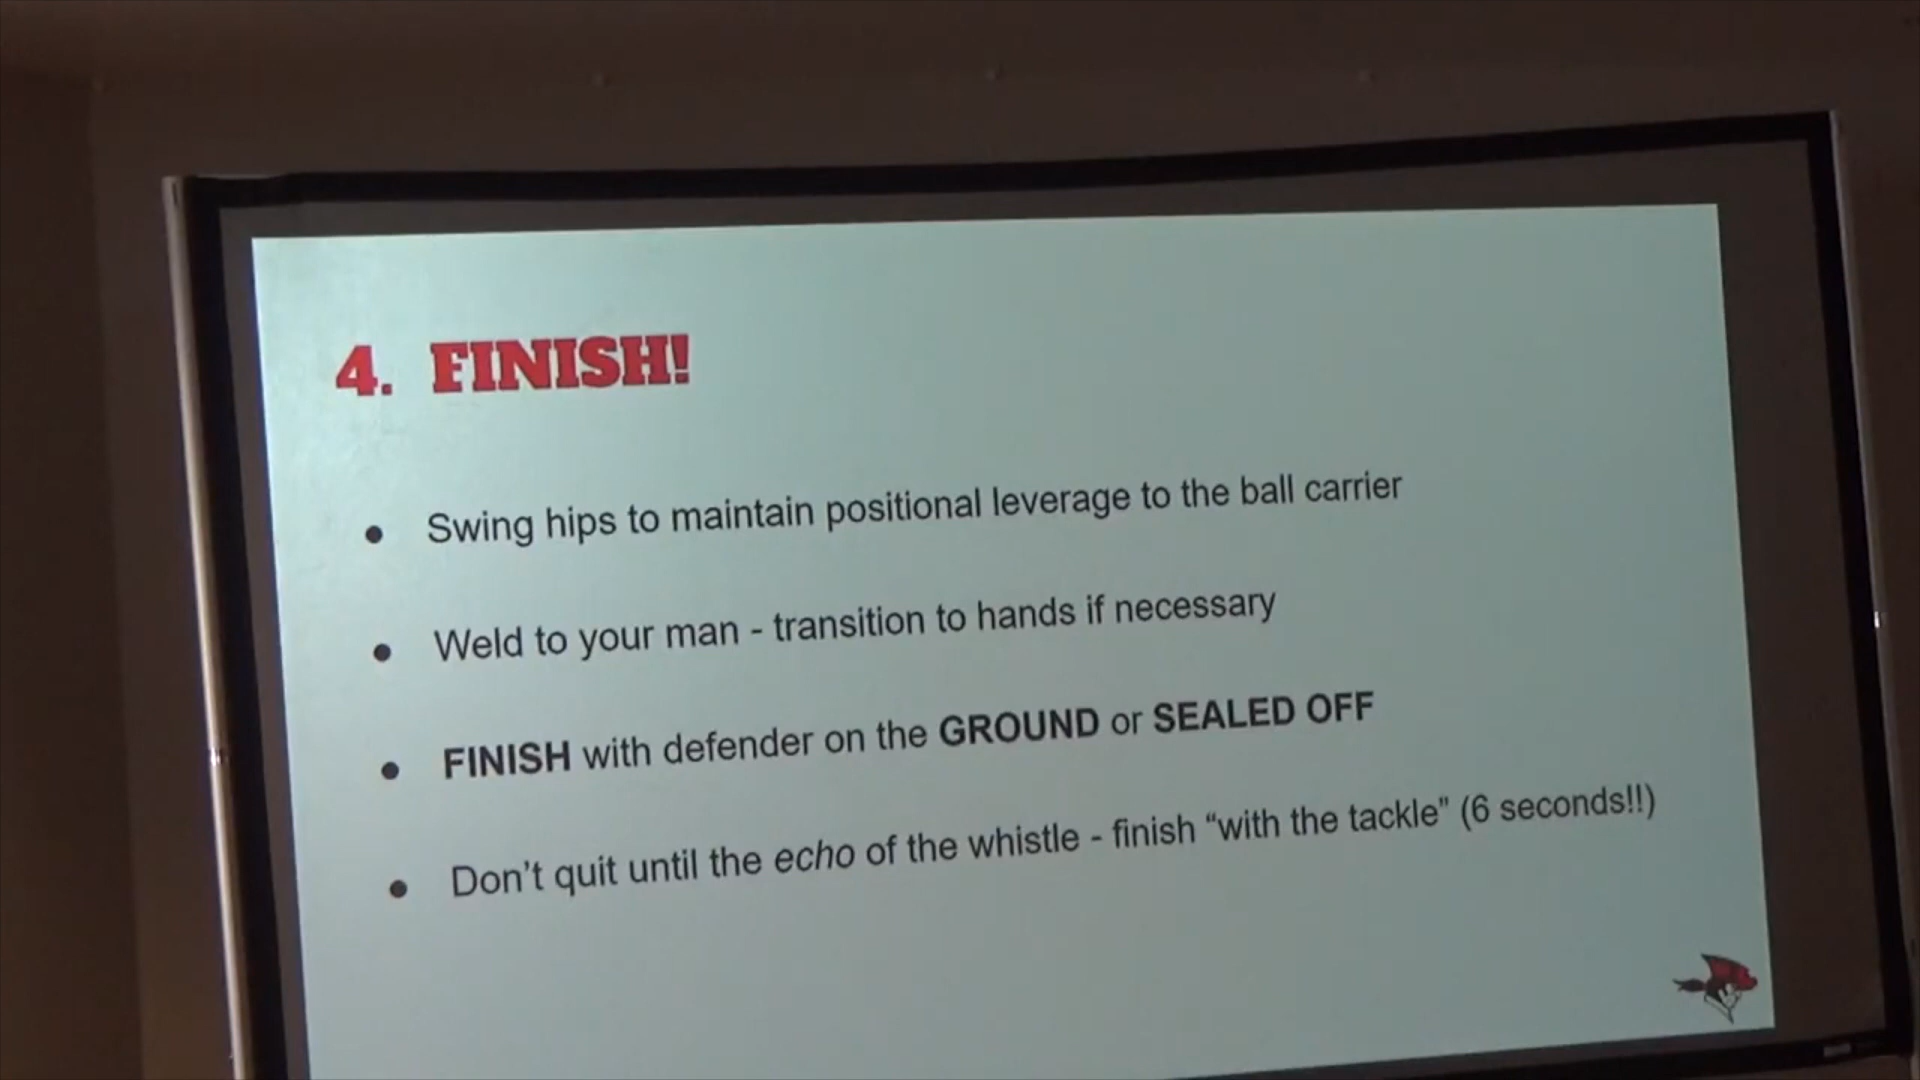 4. FINISH!
● Swing hips to maintain positional leverage to the ball carrier
● Weld to your man - transition to hands if necessary
● FINISH with defender on the GROUND or SEALED OFF
● Don't quit until the echo of the whistle - finish “with the tackle” (6 seconds!!)